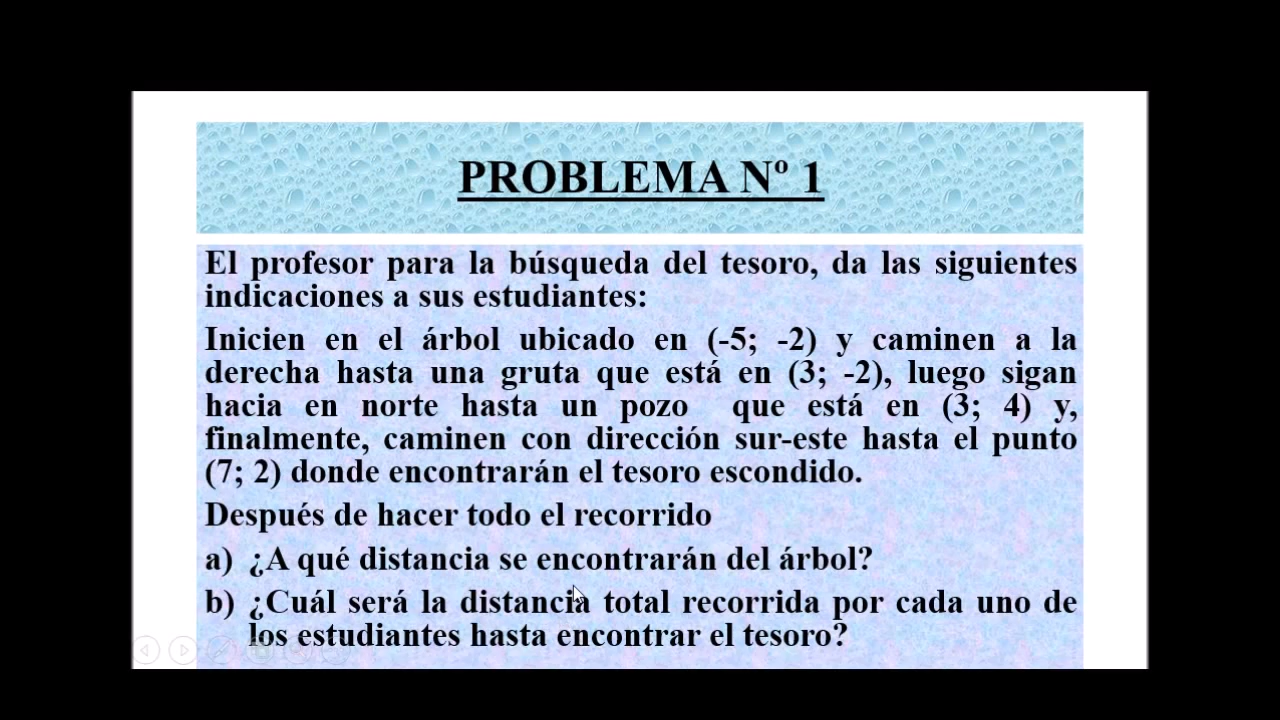 PROBLEMA Nº 1
El profesor para la búsqueda del tesoro, da las siguientes
indicaciones a sus estudiantes:
Inicien en el árbol ubicado en (-5; -2) y caminen a la
derecha hasta una gruta que está en (3; -2), luego sigan
hacia en norte hasta un pozo que está en (3; 4) y,
finalmente, caminen con dirección sur-este hasta el punto
(7; 2) donde encontrarán el tesoro escondido.
Después de hacer todo el recorrido
a) ¿A qué distancia se encontrarán del árbol?
b) ¿Cuál será la distancia total recorrida por cada uno de
los estudiantes hasta encontrar el tesoro?